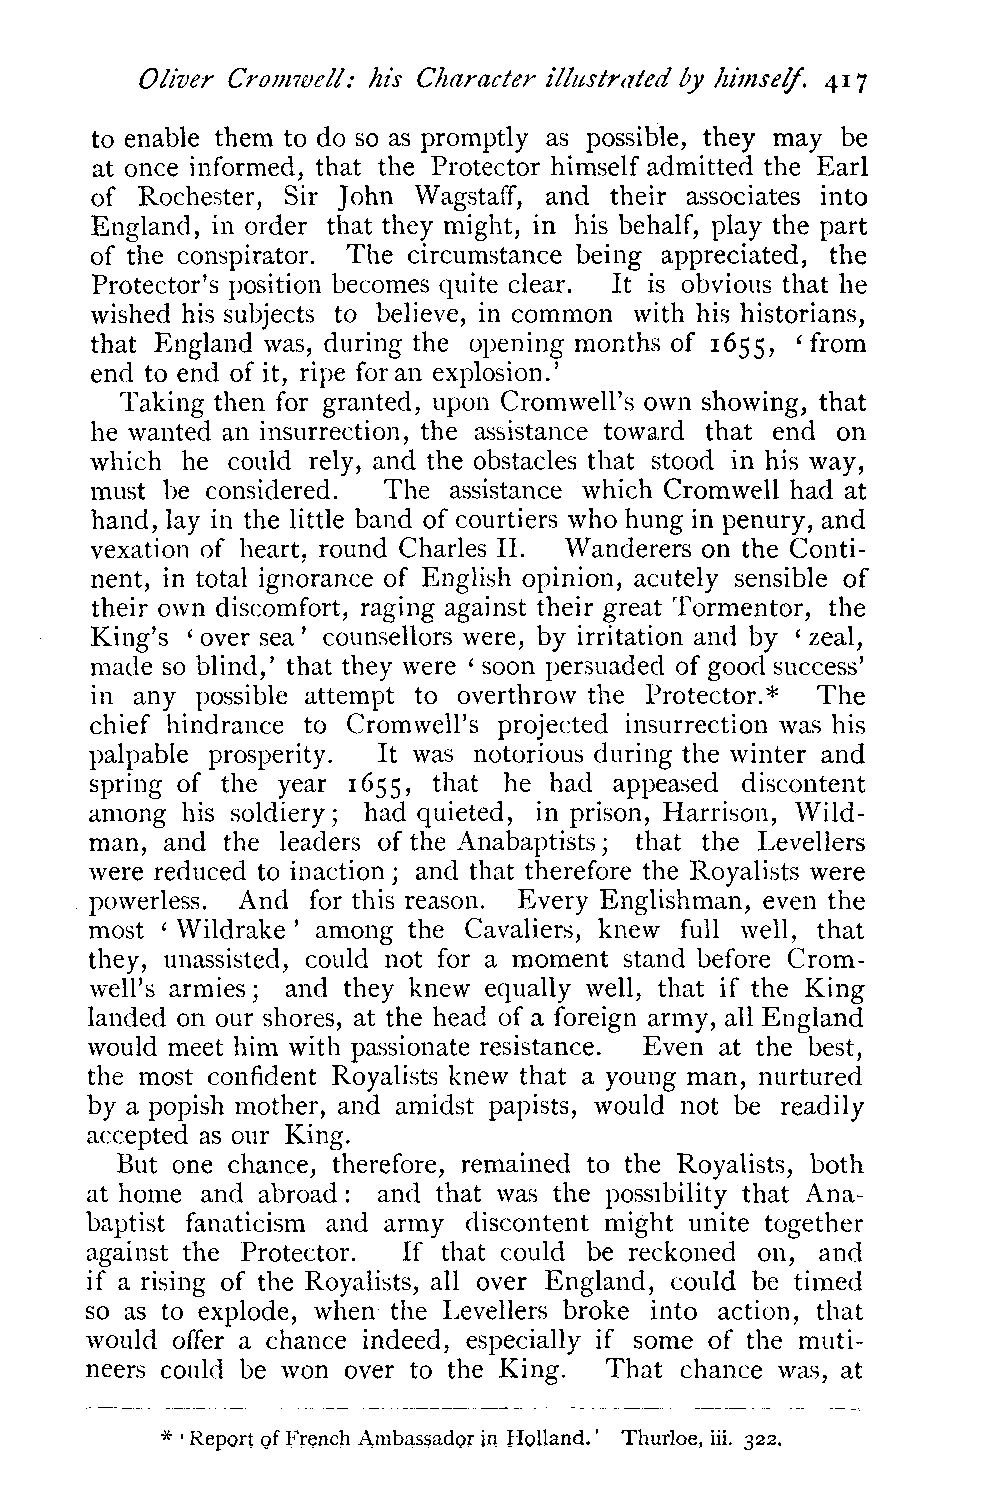 Oliver Cromwell: his Character illustrated by himself. 417
to enable them to do so as promptly as possible, they may be
at once informed, that the Protector himself admitted the Earl
of Rochester, Sir John Wagstaff, and their associates into
England, in order that they might, in his behalf, play the part
of the conspirator. The circumstance being appreciated, the
Protector's position becomes quite clear. It is obvious that he
wished his subjects to believe, in common with his historians,
that England was, during the opening months of 1655, ‘from
end to end of it, ripe for an explosion.’
Taking then for granted, upon Cromwell's own showing, that
he wanted an insurrection, the assistance toward that end on
which he could rely, and the obstacles that stood in his way,
must be considered. The assistance which Cromwell had at
hand, lay in the little band of courtiers who hung in penury, and
vexation of heart, round Charles II. Wanderers on the Conti-
nent, in total ignorance of English opinion, acutely sensible of
their own discomfort, raging against their great Tormentor, the
King's ‘over sea’ counsellors were, by irritation and by ‘zeal,
made so blind,’ that they were ‘soon persuaded of good success’
in any possible attempt to overthrow the Protector.* The
chief hindrance to Cromwell's projected insurrection was his
palpable prosperity. It was notorious during the winter and
spring of the year 1655, that he had appeased discontent
among his soldiery; had quieted, in prison, Harrison, Wild-
man, and the leaders of the Anabaptists; that the Levellers
were reduced to inaction; and that therefore the Royalists were
powerless. And for this reason. Every Englishman, even the
most ‘Wildrake’ among the Cavaliers, knew full well, that
they, unassisted, could not for a moment stand before Crom-
well's armies; and they knew equally well, that if the King
landed on our shores, at the head of a foreign army, all England
would meet him with passionate resistance. Even at the best,
the most confident Royalists knew that a young man, nurtured
by a popish mother, and amidst papists, would not be readily
accepted as our King.
But one chance, therefore, remained to the Royalists, both
at home and abroad: and that was the possibility that Ana-
baptist fanaticism and army discontent might unite together
against the Protector. If that could be reckoned on, and
if a rising of the Royalists, all over England, could be timed
so as to explode, when the Levellers broke into action, that
would offer a chance indeed, especially if some of the muti-
neers could be won over to the King. That chance was, at
* ‘Report of French Ambassador in Holland.’ Thurloe, iii. 322.